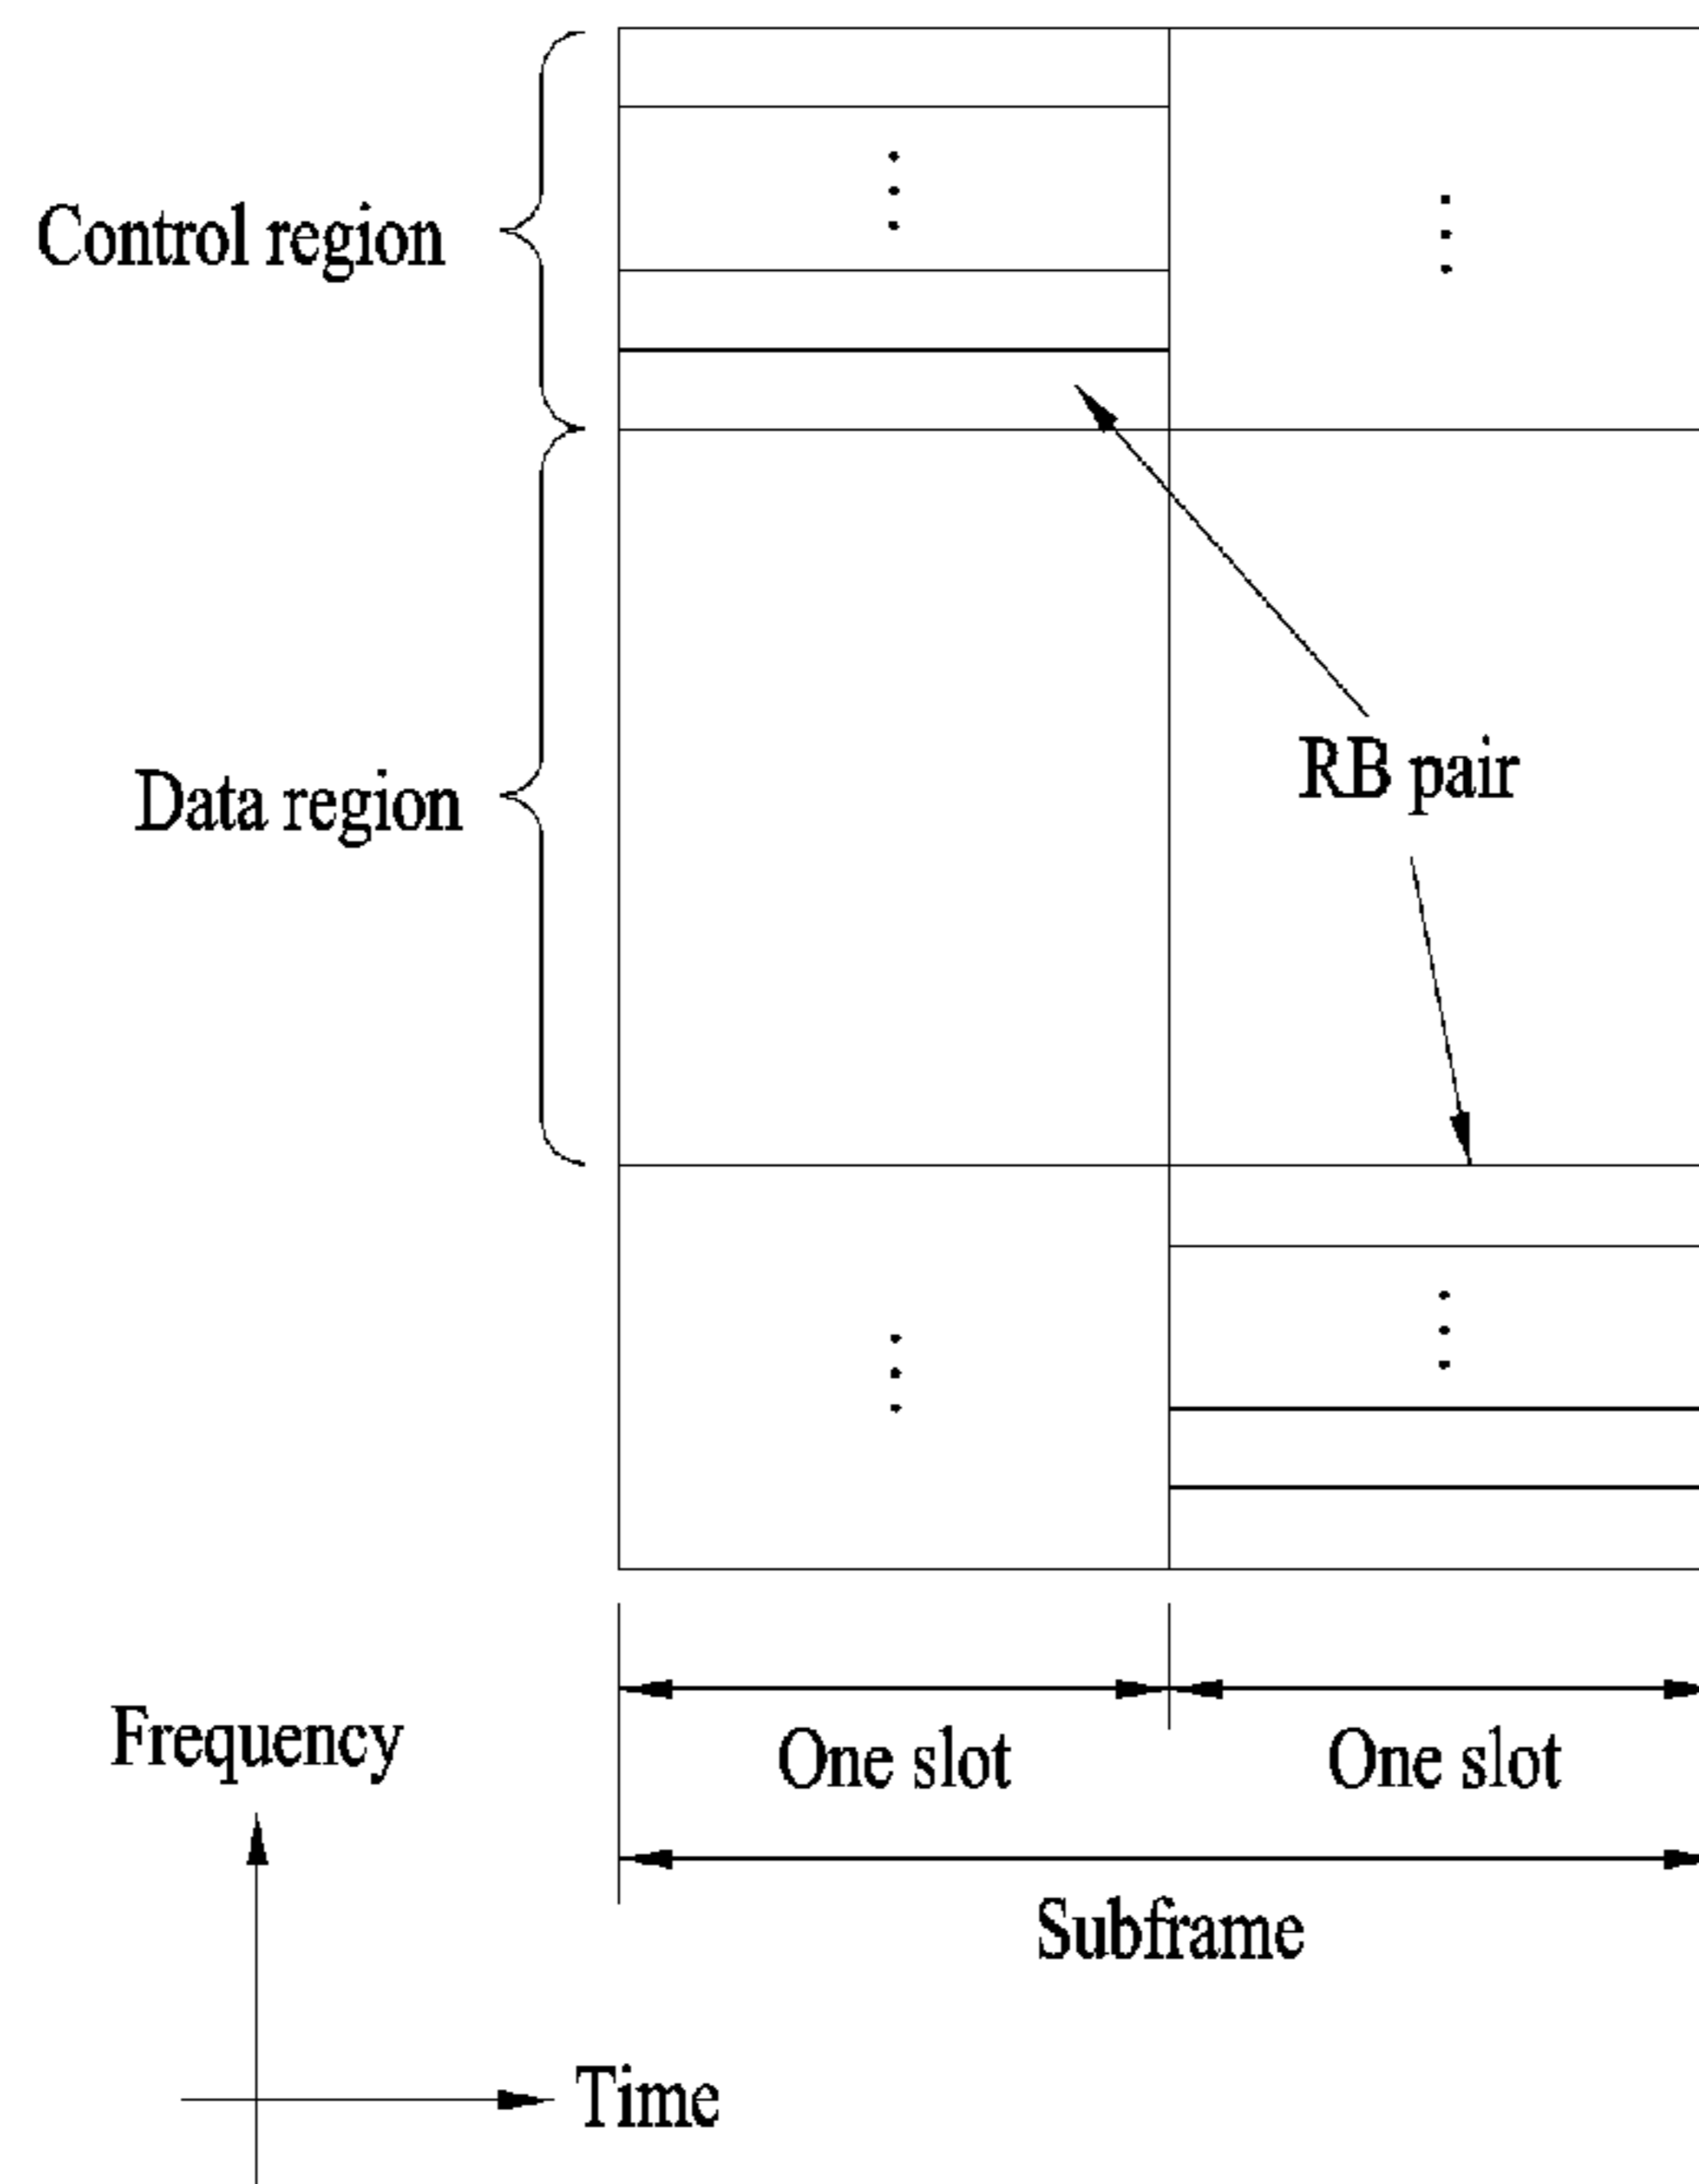 Control region
RB pair
Data region
One slot
One slot
Frequency
Subframe
Time